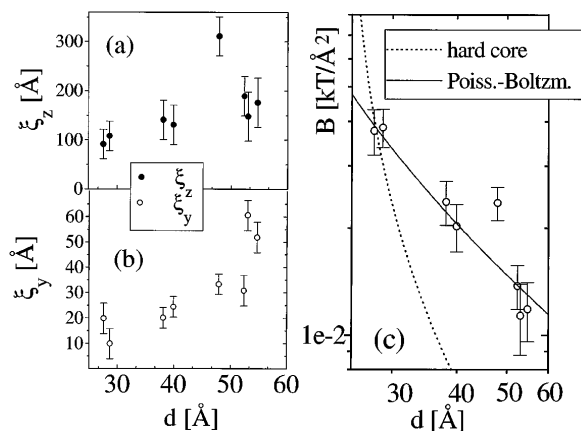 (a)
300
200
100
0
ξz [Å]
ξz
ξy
(b)
60
50
40
30
20
10
ξy [Å]
30 40 50 60
d [Å]
hard core
Poiss.-Boltzm.
B [kT/Å²]
1e-2
(c)
30 40 50 60
d [Å]